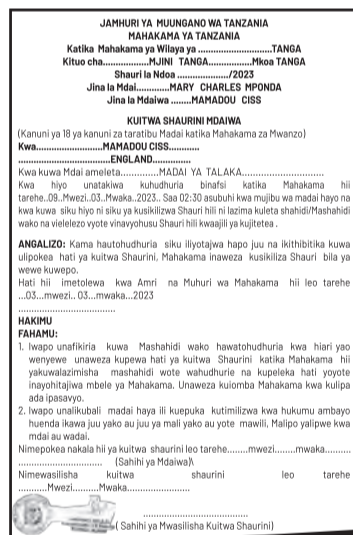 JAMHURI YA MUUNGANO WA TANZANIA
MAHAKAMA YA TANZANIA
Katika Mahakama ya Wilaya ya .............................TANGA
Kituo cha..................MJINI TANGA.................Mkoa TANGA
Shauri la Ndoa ..................../2023
Jina la Mdai..............MARY CHARLES MPONDA
Jina la Mdaiwa ........MAMADOU CISS
KUITWA SHAURINI MDAIWA
(Kanuni ya 18 ya kanuni za taratibu Madai katika Mahakama za Mwanzo)
Kwa.........................MAMADOU CISS............
....................................ENGLAND...............
Kwa kuwa Mdai ameleta..............MADAI YA TALAKA......................
Kwa hiyo unatakiwa kuhudhuria binafsi katika Mahakama hii
tarehe..09..Mwezi..03..Mwaka..2023.. Saa 02:30 asubuhi kwa mujibu wa madai hayo na
kwa kuwa siku hiyo ni siku ya kusikilizwa Shauri hili ni lazima kuleta shahidi/Mashahidi
wako na vielelezo vyote vinavyohusu Shauri hili kwaajili ya kujitetea .
ANGALIZO: Kama hautohudhuria siku iliyotajwa hapo juu na ikithibitika kuwa
ulipokea hati ya kuitwa Shaurini, Mahakama inaweza kusikiliza Shauri bila ya
wewe kuwepo.
Hati hii imetolewa kwa Amri na Muhuri wa Mahakama hii leo tarehe
...03...mwezi.. 03...mwaka...2023
......................................
HAKIMU
FAHAMU:
1. Iwapo unafikiria kuwa Mashahidi wako hawatohudhuria kwa hiari yao
wenyewe unaweza kupewa hati ya kuitwa Shaurini katika Mahakama hii
yakuwalazimisha mashahidi wote wahudhurie na kupeleka hati yoyote
inayohitajiwa mbele ya Mahakama. Unaweza kuiomba Mahakama kwa kulipa
ada ipasavyo.
2. Iwapo unalikubali madai haya ili kuepuka kutimilizwa kwa hukumu ambayo
huenda ikawa juu yako au juu ya mali yako au yote mawili, Malipo yalipwe kwa
mdai au wadai.
Nimepokea nakala hii ya kuitwa shaurini leo tarehe........mwezi........mwaka..........
................................ (Sahihi ya Mdaiwa)\
Nimewasilisha kuitwa shaurini leo tarehe
...........Mwezi..........Mwaka........................
.........................................
( Sahihi ya Mwasilisha Kuitwa Shaurini)